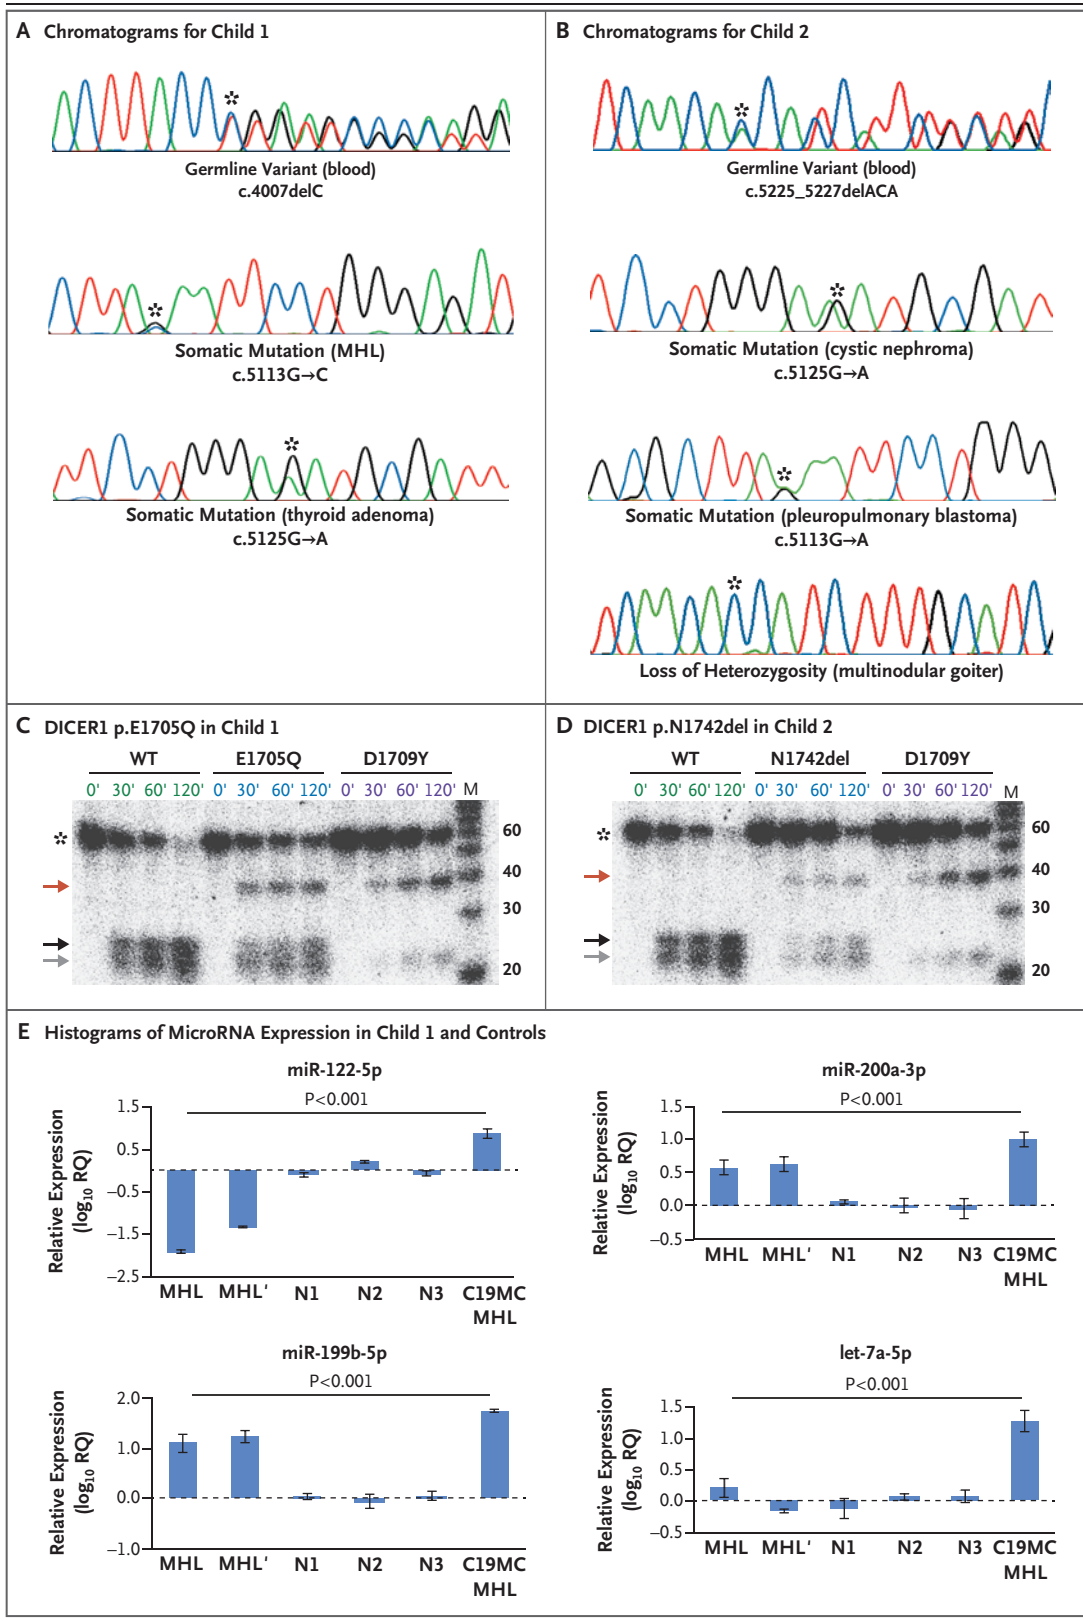 A Chromatograms for Child 1
*
Germline Variant (blood)
c.4007delC
*
Somatic Mutation (MHL)
c.5113G→C
*
Somatic Mutation (thyroid adenoma)
c.5125G→A
B Chromatograms for Child 2
*
Germline Variant (blood)
c.5225_5227delACA
*
Somatic Mutation (cystic nephroma)
c.5125G→A
*
Somatic Mutation (pleuropulmonary blastoma)
c.5113G→A
*
Loss of Heterozygosity (multinodular goiter)
C DICER1 p.E1705Q in Child 1
WT E1705Q D1709Y
0' 30' 60' 120' 0' 30' 60' 120' 0' 30' 60' 120' M
* 60
40
30
20
D DICER1 p.N1742del in Child 2
WT N1742del D1709Y
0' 30' 60' 120' 0' 30' 60' 120' 0' 30' 60' 120' M
* 60
40
30
20
E Histograms of MicroRNA Expression in Child 1 and Controls
miR-122-5p
P<0.001
Relative Expression
(log10 RQ)
1.5
0.5
−0.5
−1.5
−2.5
MHL MHL' N1 N2 N3 C19MC
MHL
miR-200a-3p
P<0.001
Relative Expression
(log10 RQ)
1.5
1.0
0.5
0.0
−0.5
MHL MHL' N1 N2 N3 C19MC
MHL
miR-199b-5p
P<0.001
Relative Expression
(log10 RQ)
2.0
1.0
0.0
−1.0
MHL MHL' N1 N2 N3 C19MC
MHL
let-7a-5p
P<0.001
Relative Expression
(log10 RQ)
1.5
1.0
0.5
0.0
−0.5
MHL MHL' N1 N2 N3 C19MC
MHL